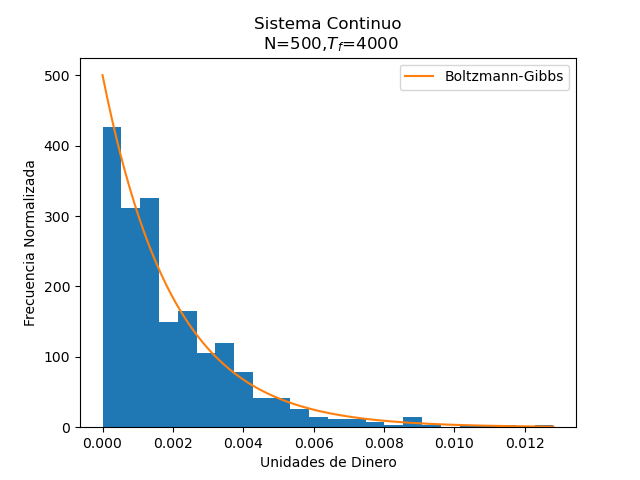 Sistema Continuo
N=500,$T_f$=4000
Boltzmann-Gibbs
Frecuencia Normalizada
500
400
300
200
100
0
0.000 0.002 0.004 0.006 0.008 0.010 0.012
Unidades de Dinero